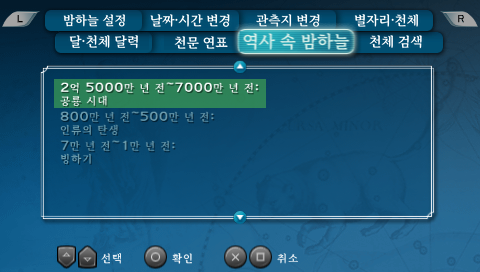 L
밤하늘 설정 날짜·시간 변경 관측지 변경 별자리·천체
R
달·천체 달력 천문 연표 역사 속 밤하늘 천체 검색
2억 5000만 년 전~7000만 년 전:
공룡 시대
800만 년 전~500만 년 전:
인류의 탄생
7만 년 전~1만 년 전:
빙하기
선택 확인 취소